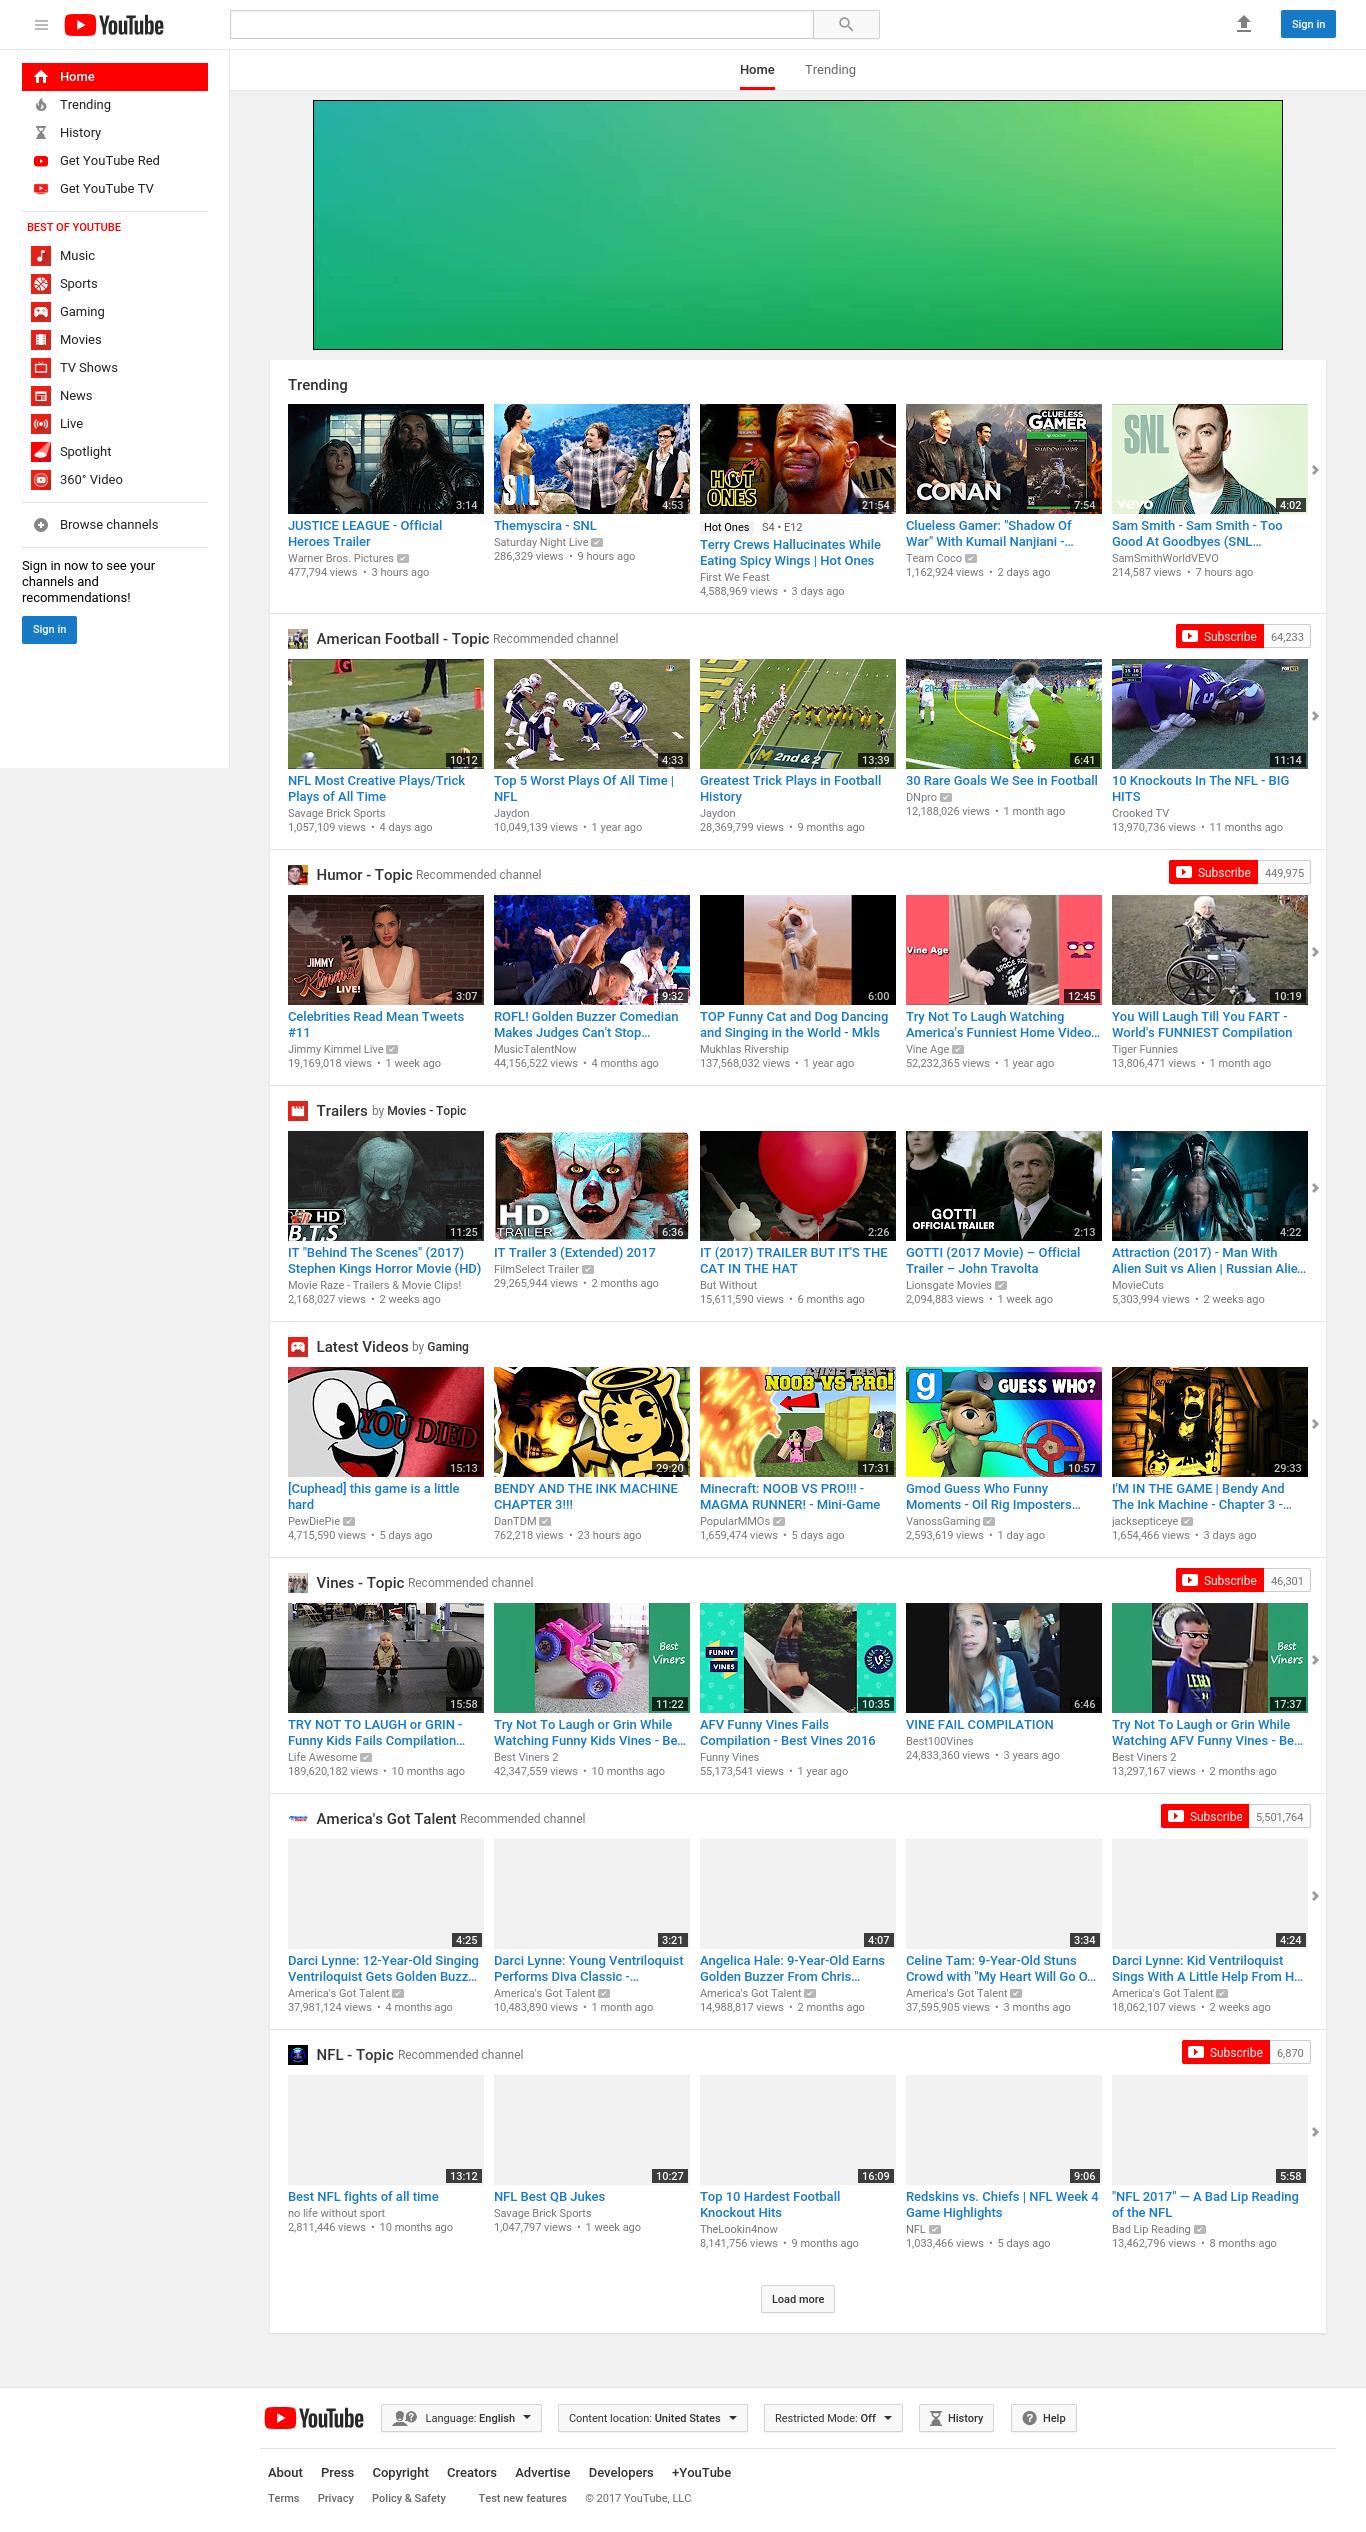 YouTube
Sign in
Home
Trending
History
Get YouTube Red
Get YouTube TV
BEST OF YOUTUBE
Music
Sports
Gaming
Movies
TV Shows
News
Live
Spotlight
360° Video
Browse channels
Sign in now to see your
channels and
recommendations!
Sign in
Home Trending
Trending
SNL HOT ONES CLUELESS GAMER CONAN SNL vevo
3:14 4:53 21:54 7:54 4:02
JUSTICE LEAGUE - Official
Heroes Trailer
Warner Bros. Pictures
477,794 views • 3 hours ago
Themyscira - SNL
Saturday Night Live
286,329 views • 9 hours ago
Hot Ones S4 • E12
Terry Crews Hallucinates While
Eating Spicy Wings | Hot Ones
First We Feast
4,588,969 views • 3 days ago
Clueless Gamer: "Shadow Of
War" With Kumail Nanjiani -...
Team Coco
1,162,924 views • 2 days ago
Sam Smith - Sam Smith - Too
Good At Goodbyes (SNL...
SamSmithWorldVEVO
214,587 views • 7 hours ago
American Football - Topic Recommended channel
Subscribe 64,233
2nd & 2
10:12 4:33 13:39 6:41 11:14
NFL Most Creative Plays/Trick
Plays of All Time
Savage Brick Sports
1,057,109 views • 4 days ago
Top 5 Worst Plays Of All Time |
NFL
Jaydon
10,049,139 views • 1 year ago
Greatest Trick Plays in Football
History
Jaydon
28,369,799 views • 9 months ago
30 Rare Goals We See in Football
DNpro
12,188,026 views • 1 month ago
10 Knockouts In The NFL - BIG
HITS
Crooked TV
13,970,736 views • 11 months ago
Humor - Topic Recommended channel
Subscribe 449,975
JIMMY Kimmel LIVE! Vine Age
3:07 9:32 6:00 12:45 10:19
Celebrities Read Mean Tweets
#11
Jimmy Kimmel Live
19,169,018 views • 1 week ago
ROFL! Golden Buzzer Comedian
Makes Judges Can't Stop...
MusicTalentNow
44,156,522 views • 4 months ago
TOP Funny Cat and Dog Dancing
and Singing in the World - Mkls
Mukhlas Rivership
137,568,032 views • 1 year ago
Try Not To Laugh Watching
America's Funniest Home Video...
Vine Age
52,232,365 views • 1 year ago
You Will Laugh Till You FART -
World's FUNNIEST Compilation
Tiger Funnies
13,806,471 views • 1 month ago
Trailers by Movies - Topic
HD B.T.S HD TRAILER GOTTI OFFICIAL TRAILER
11:25 6:36 2:26 2:13 4:22
IT "Behind The Scenes" (2017)
Stephen Kings Horror Movie (HD)
Movie Raze - Trailers & Movie Clips!
2,168,027 views • 2 weeks ago
IT Trailer 3 (Extended) 2017
FilmSelect Trailer
29,265,944 views • 2 months ago
IT (2017) TRAILER BUT IT'S THE
CAT IN THE HAT
But Without
15,611,590 views • 6 months ago
GOTTI (2017 Movie) – Official
Trailer – John Travolta
Lionsgate Movies
2,094,883 views • 1 week ago
Attraction (2017) - Man With
Alien Suit vs Alien | Russian Alie...
MovieCuts
5,303,994 views • 2 weeks ago
Latest Videos by Gaming
YOU DIED MINECRAFT NOOB VS PRO! g GUESS WHO?
15:13 29:20 17:31 10:57 29:33
[Cuphead] this game is a little
hard
PewDiePie
4,715,590 views • 5 days ago
BENDY AND THE INK MACHINE
CHAPTER 3!!!
DanTDM
762,218 views • 23 hours ago
Minecraft: NOOB VS PRO!!! -
MAGMA RUNNER! - Mini-Game
PopularMMOs
1,659,474 views • 5 days ago
Gmod Guess Who Funny
Moments - Oil Rig Imposters...
VanossGaming
2,593,619 views • 1 day ago
I'M IN THE GAME | Bendy And
The Ink Machine - Chapter 3 -...
jacksepticeye
1,654,466 views • 3 days ago
Vines - Topic Recommended channel
Subscribe 46,301
Best Viners FUNNY VINES Best Viners
15:58 11:22 10:35 6:46 17:37
TRY NOT TO LAUGH or GRIN -
Funny Kids Fails Compilation...
Life Awesome
189,620,182 views • 10 months ago
Try Not To Laugh or Grin While
Watching Funny Kids Vines - Be...
Best Viners 2
42,347,559 views • 10 months ago
AFV Funny Vines Fails
Compilation - Best Vines 2016
Funny Vines
55,173,541 views • 1 year ago
VINE FAIL COMPILATION
Best100Vines
24,833,360 views • 3 years ago
Try Not To Laugh or Grin While
Watching AFV Funny Vines - Be...
Best Viners 2
13,297,167 views • 2 months ago
America's Got Talent Recommended channel
Subscribe 5,501,764
4:25 3:21 4:07 3:34 4:24
Darci Lynne: 12-Year-Old Singing
Ventriloquist Gets Golden Buzz...
America's Got Talent
37,981,124 views • 4 months ago
Darci Lynne: Young Ventriloquist
Performs Diva Classic -...
America's Got Talent
10,483,890 views • 1 month ago
Angelica Hale: 9-Year-Old Earns
Golden Buzzer From Chris...
America's Got Talent
14,988,817 views • 2 months ago
Celine Tam: 9-Year-Old Stuns
Crowd with "My Heart Will Go O...
America's Got Talent
37,595,905 views • 3 months ago
Darci Lynne: Kid Ventriloquist
Sings With A Little Help From H...
America's Got Talent
18,062,107 views • 2 weeks ago
NFL - Topic Recommended channel
Subscribe 6,870
13:12 10:27 16:09 9:06 5:58
Best NFL fights of all time
no life without sport
2,811,446 views • 10 months ago
NFL Best QB Jukes
Savage Brick Sports
1,047,797 views • 1 week ago
Top 10 Hardest Football
Knockout Hits
TheLookin4now
8,141,756 views • 9 months ago
Redskins vs. Chiefs | NFL Week 4
Game Highlights
NFL
1,033,466 views • 5 days ago
"NFL 2017" — A Bad Lip Reading
of the NFL
Bad Lip Reading
13,462,796 views • 8 months ago
Load more
YouTube Language: English Content location: United States Restricted Mode: Off History Help
About Press Copyright Creators Advertise Developers +YouTube
Terms Privacy Policy & Safety Test new features © 2017 YouTube, LLC